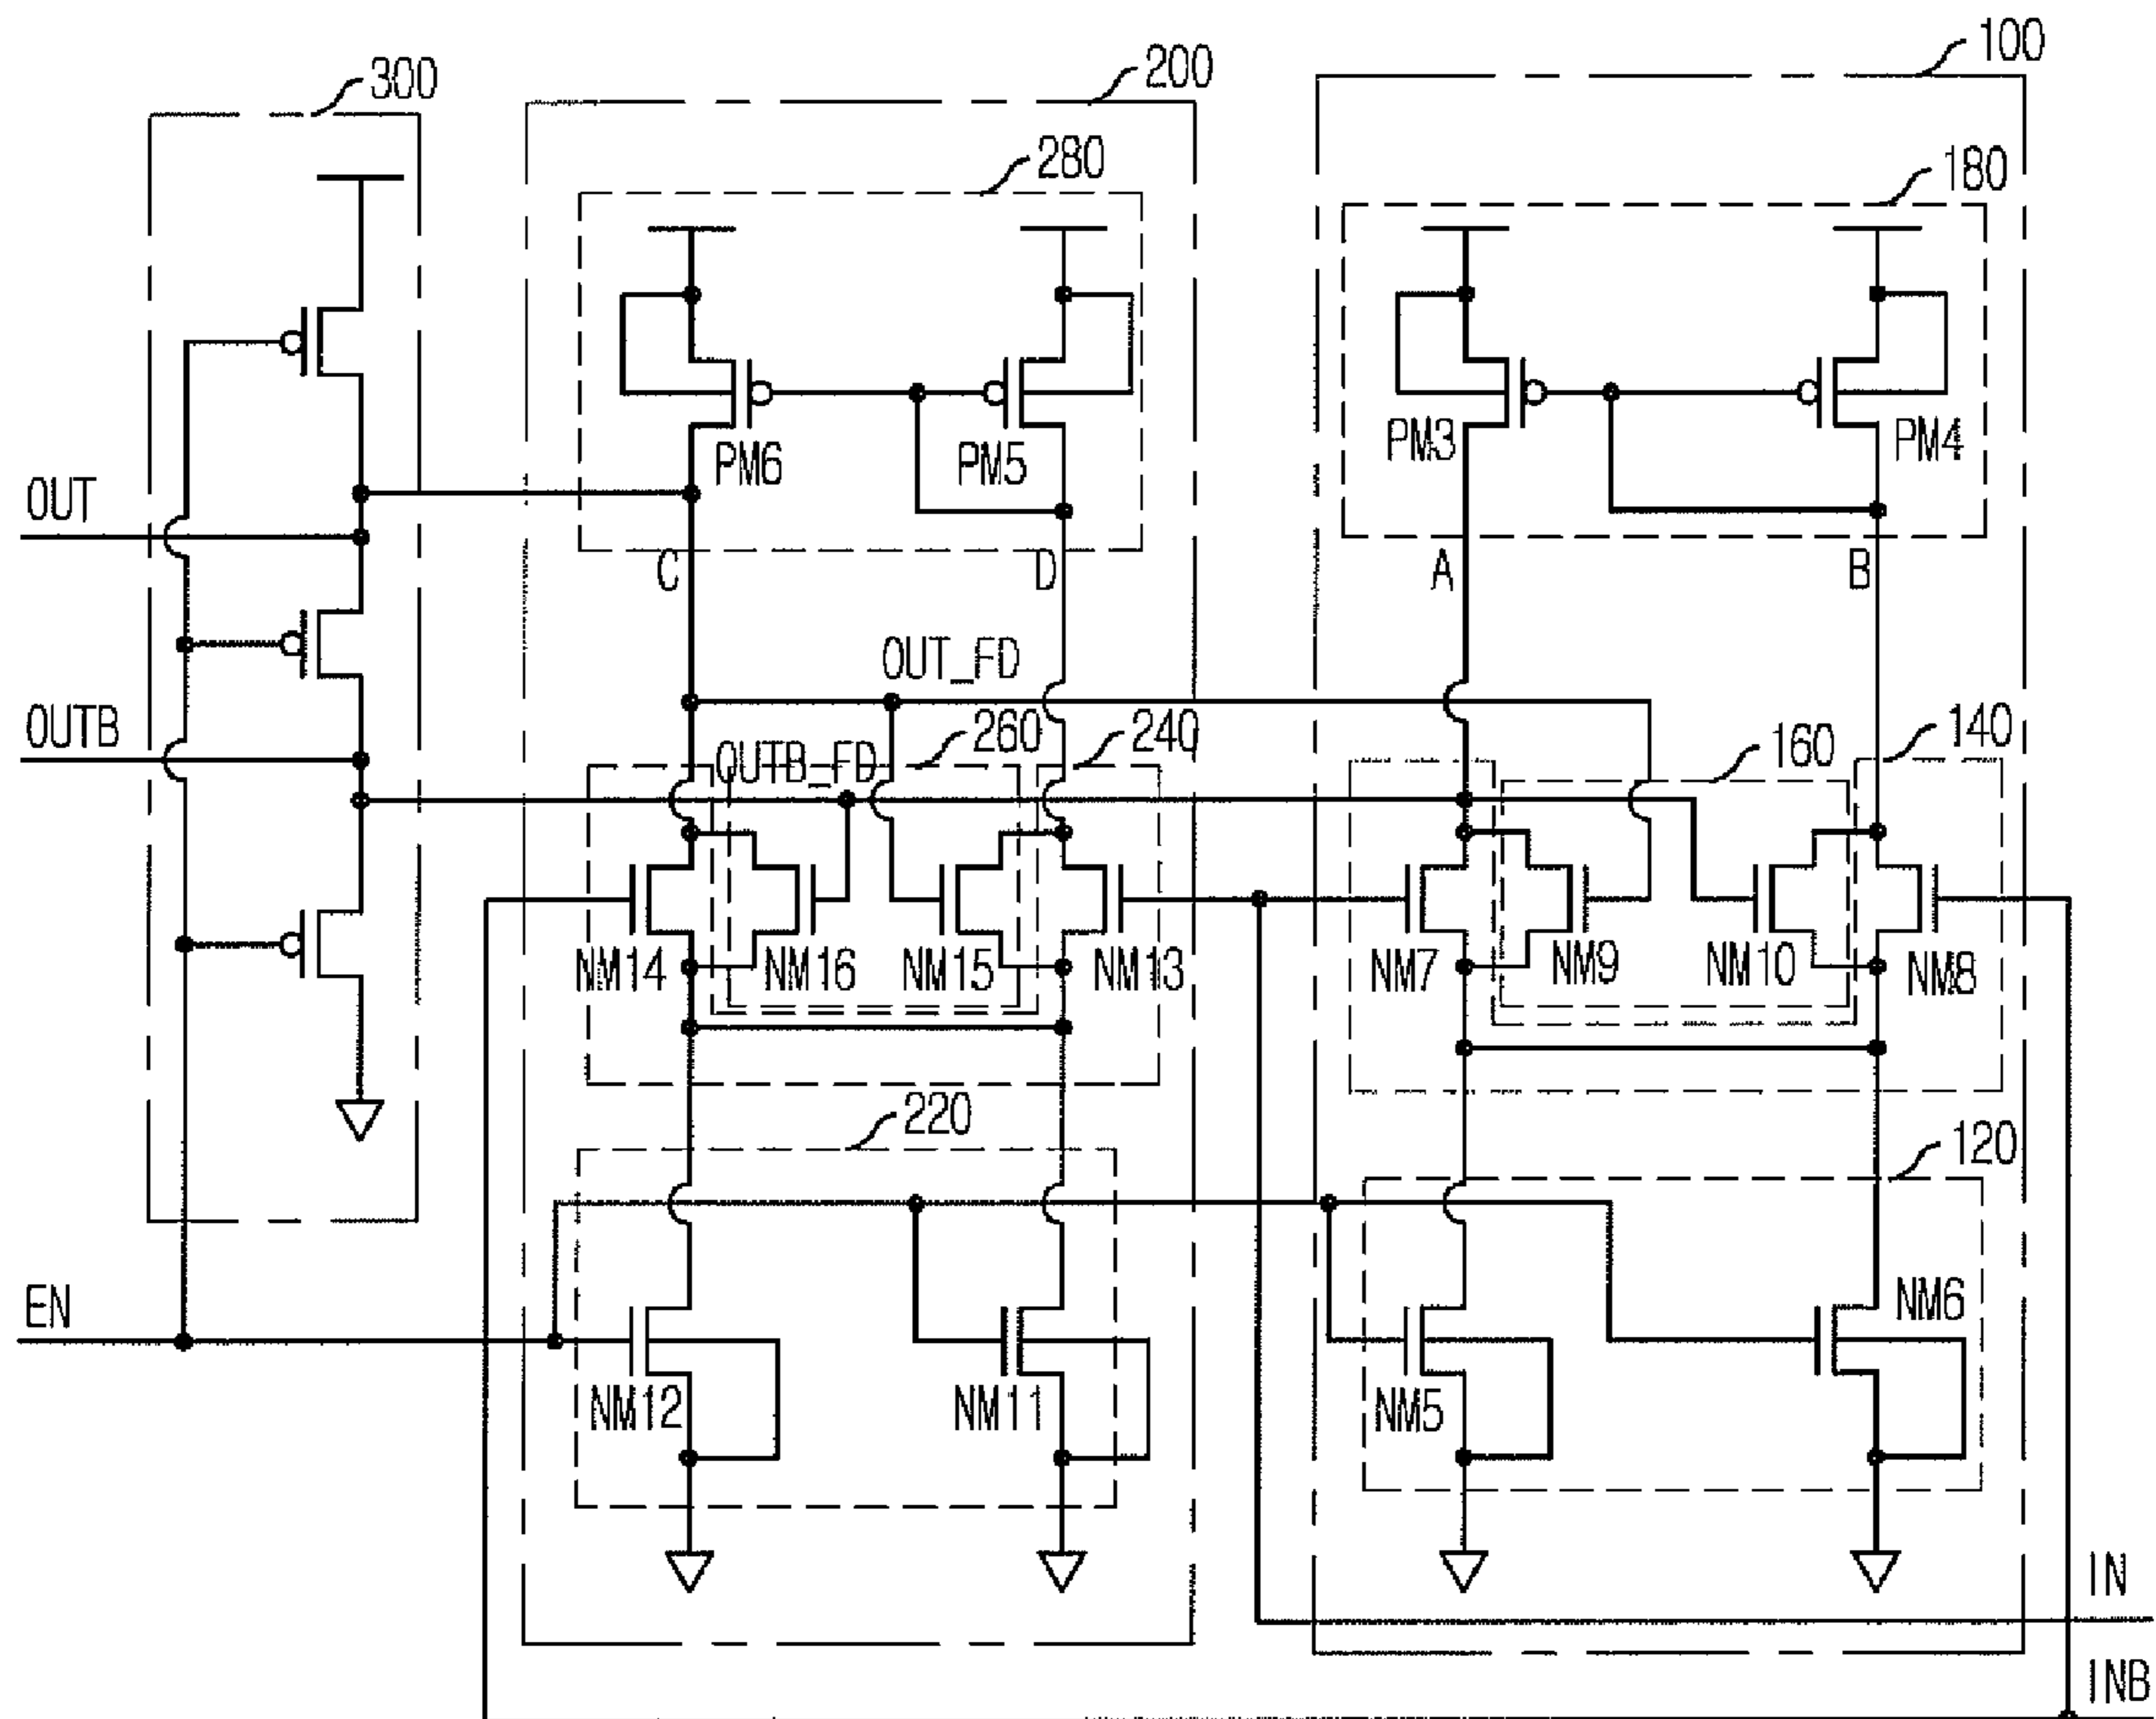 100
200
300
280
180
PM6
PM5
PM3
PM4
OUT
C
D
A
B
OUT_FD
OUTB
OUTB_FD
260
240
160
140
NM14
NM16
NM15
NM13
NM7
NM9
NM10
NM8
220
120
EN
NM12
NM11
NM5
NM6
IN
INB